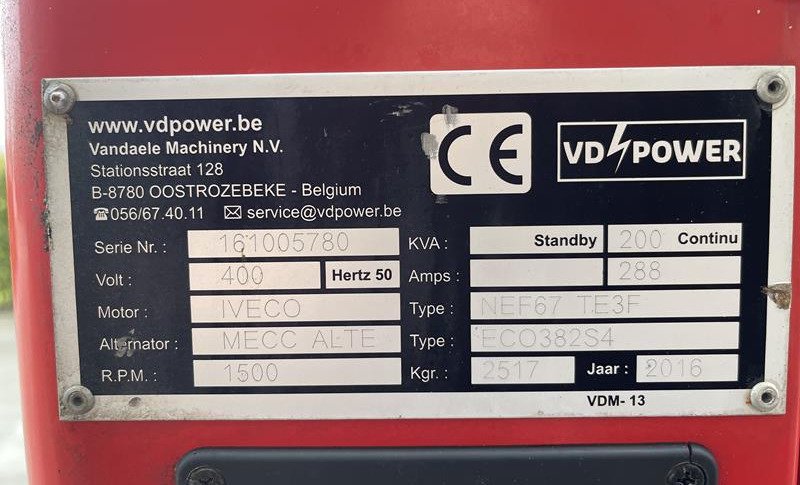 www.vdpower.be
Vandaele Machinery N.V.
Stationsstraat 128
B-8780 OOSTROZEBEKE - Belgium
☎056/67.40.11 ✉ service@vdpower.be
CE
VD POWER
Serie Nr. : 161005780 KVA : Standby 200 Continu
Volt : 400 Hertz 50 Amps : 288
Motor : IVECO Type : NEF67 TE3F
Alternator : MECC ALTE Type : ECO382S4
R.P.M. : 1500 Kgr. : 2517 Jaar : 2016
VDM- 13